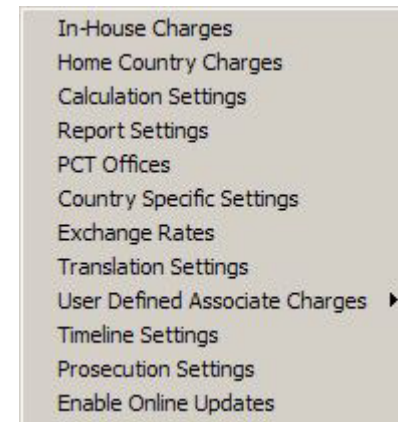 In-House Charges
Home Country Charges
Calculation Settings
Report Settings
PCT Offices
Country Specific Settings
Exchange Rates
Translation Settings
User Defined Associate Charges
Timeline Settings
Prosecution Settings
Enable Online Updates